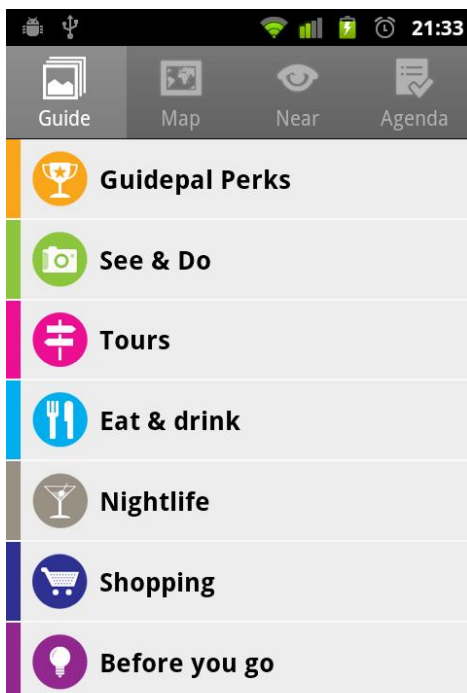 21:33
Guide Map Near Agenda
Guidepal Perks
See & Do
Tours
Eat & drink
Nightlife
Shopping
Before you go